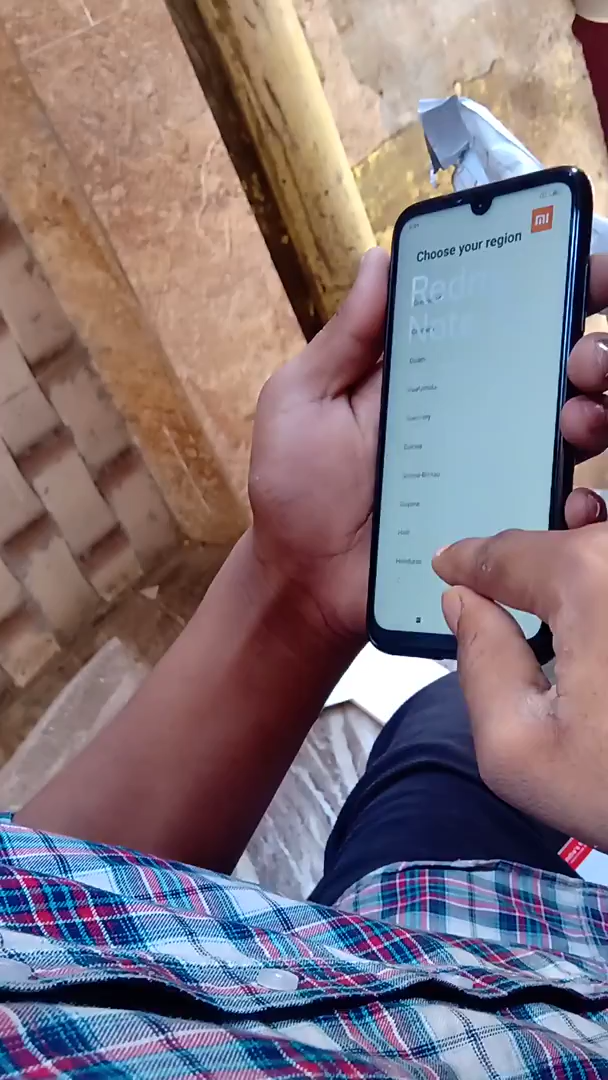 mi
Choose your region
Redmi
Note
Guam
Guatemala
Guernsey
Guinea
Guinea-Bissau
Guyana
Haiti
Honduras